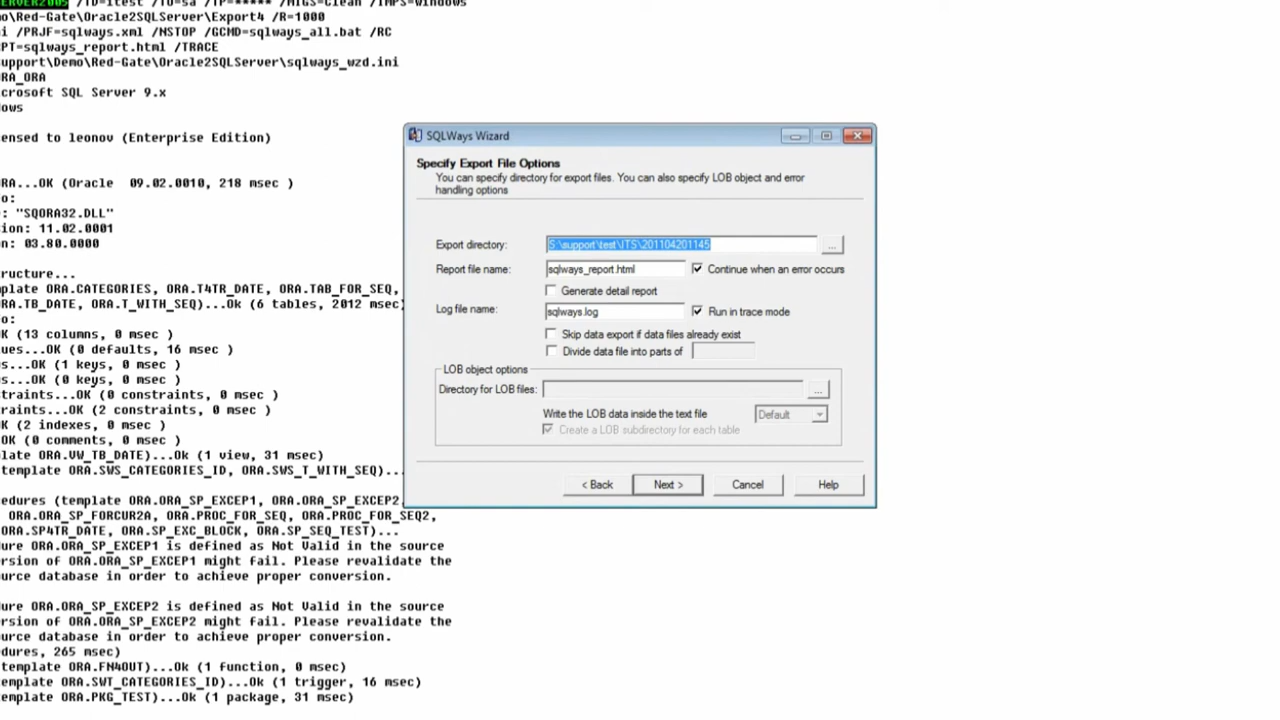 SERVER2005 /TD=itest /TU=sa /TP=***** /MIGS=Clean /IMPS=windows
o\Red-Gate\Oracle2SQLServer\Export4 /R=1000
i /PRJF=sqlways.xml /NSTOP /GCMD=sqlways_all.bat /RC
PT=sqlways_report.html /TRACE
upport\Demo\Red-Gate\Oracle2SQLServer\sqlways_wzd.ini
RA_ORA
crosoft SQL Server 9.x
ows
ensed to leonov (Enterprise Edition)
RA...OK (Oracle 09.02.0010, 218 msec )
o:
: "SQORA32.DLL"
sion: 11.02.0001
on: 03.80.0000
tructure...
mplate ORA.CATEGORIES, ORA.T4TR_DATE, ORA.TAB_FOR_SEQ,
ORA.TB_DATE, ORA.T_WITH_SEQ)...Ok (6 tables, 2012 msec)
o:
K (13 columns, 0 msec )
ues...OK (0 defaults, 16 msec )
s...OK (1 keys, 0 msec )
s...OK (0 keys, 0 msec )
straints...OK (0 constraints, 0 msec )
raints...OK (2 constraints, 0 msec )
K (2 indexes, 0 msec )
OK (0 comments, 0 msec )
late ORA.VW_TB_DATE)...Ok (1 view, 31 msec)
template ORA.SWS_CATEGORIES_ID, ORA.SWS_T_WITH_SEQ)...
edures (template ORA.ORA_SP_EXCEP1, ORA.ORA_SP_EXCEP2,
ORA.ORA_SP_FORCUR2A, ORA.PROC_FOR_SEQ, ORA.PROC_FOR_SEQ2,
ORA.SP4TR_DATE, ORA.SP_EXC_BLOCK, ORA.SP_SEQ_TEST)...
dure ORA.ORA_SP_EXCEP1 is defined as Not Valid in the source
ersion of ORA.ORA_SP_EXCEP1 might fail. Please revalidate the
ource database in order to achieve proper conversion.
dure ORA.ORA_SP_EXCEP2 is defined as Not Valid in the source
ersion of ORA.ORA_SP_EXCEP2 might fail. Please revalidate the
ource database in order to achieve proper conversion.
edures, 265 msec)
template ORA.FN4OUT)...Ok (1 function, 0 msec)
template ORA.SWT_CATEGORIES_ID)...Ok (1 trigger, 16 msec)
template ORA.PKG_TEST)...Ok (1 package, 31 msec)
SQLWays Wizard
Specify Export File Options
You can specify directory for export files. You can also specify LOB object and error
handling options
Export directory: S:\support\test\ITS\201104201145 ...
Report file name: sqlways_report.html Continue when an error occurs
Generate detail report
Log file name: sqlways.log Run in trace mode
Skip data export if data files already exist
Divide data file into parts of
LOB object options
Directory for LOB files: ...
Write the LOB data inside the text file Default
Create a LOB subdirectory for each table
< Back Next > Cancel Help